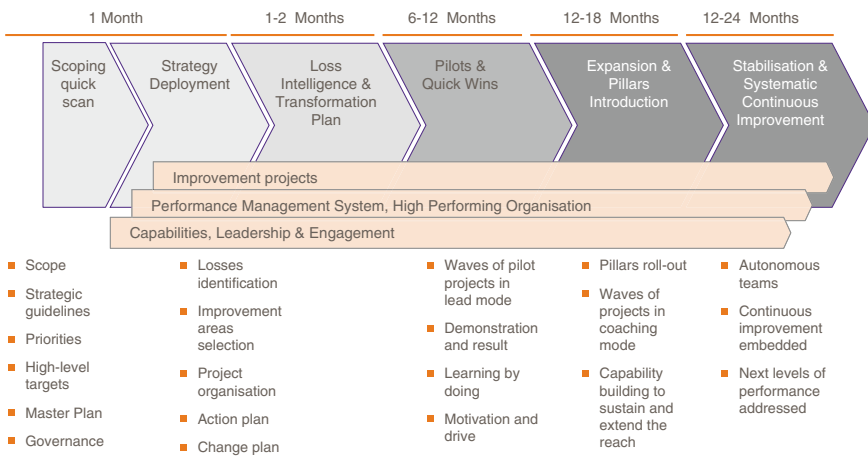 1 Month
1-2 Months
6-12 Months
12-18 Months
12-24 Months
Scoping
quick
scan
Strategy
Deployment
Loss
Intelligence &
Transformation
Plan
Pilots &
Quick Wins
Expansion &
Pillars
Introduction
Stabilisation &
Systematic
Continuous
Improvement
Improvement projects
Performance Management System, High Performing Organisation
Capabilities, Leadership & Engagement
Scope
Strategic
guidelines
Priorities
High-level
targets
Master Plan
Governance
Losses
identification
Improvement
areas
selection
Project
organisation
Action plan
Change plan
Waves of pilot
projects in
lead mode
Demonstration
and result
Learning by
doing
Motivation and
drive
Pillars roll-out
Waves of
projects in
coaching
mode
Capability
building to
sustain and
extend the
reach
Autonomous
teams
Continuous
improvement
embedded
Next levels of
performance
addressed